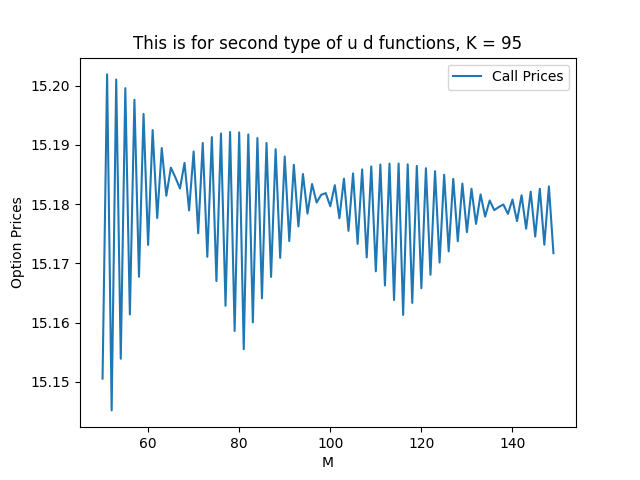 This is for second type of u d functions, K = 95
Call Prices
Option Prices
15.20
15.19
15.18
15.17
15.16
15.15
60 80 100 120 140
M